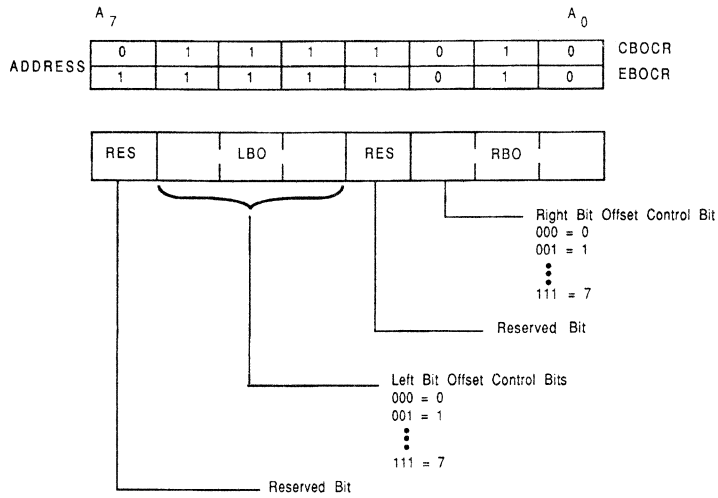 A7 A0
0 1 1 1 1 0 1 0 CBOCR
ADDRESS
1 1 1 1 1 0 1 0 EBOCR
RES LBO RES RBO
Right Bit Offset Control Bit
000 = 0
001 = 1
111 = 7
Reserved Bit
Left Bit Offset Control Bits
000 = 0
001 = 1
111 = 7
Reserved Bit